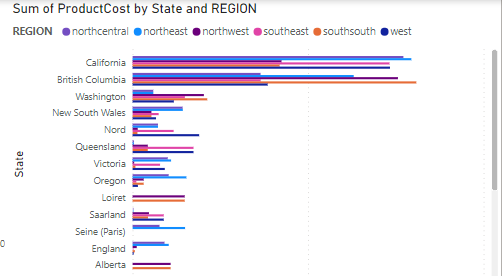 Sum of ProductCost by State and REGION
REGION northcentral northeast northwest southeast southsouth west
California
British Columbia
Washington
New South Wales
Nord
Queensland
Victoria
Oregon
Loiret
Saarland
Seine (Paris)
England
Alberta
State
0